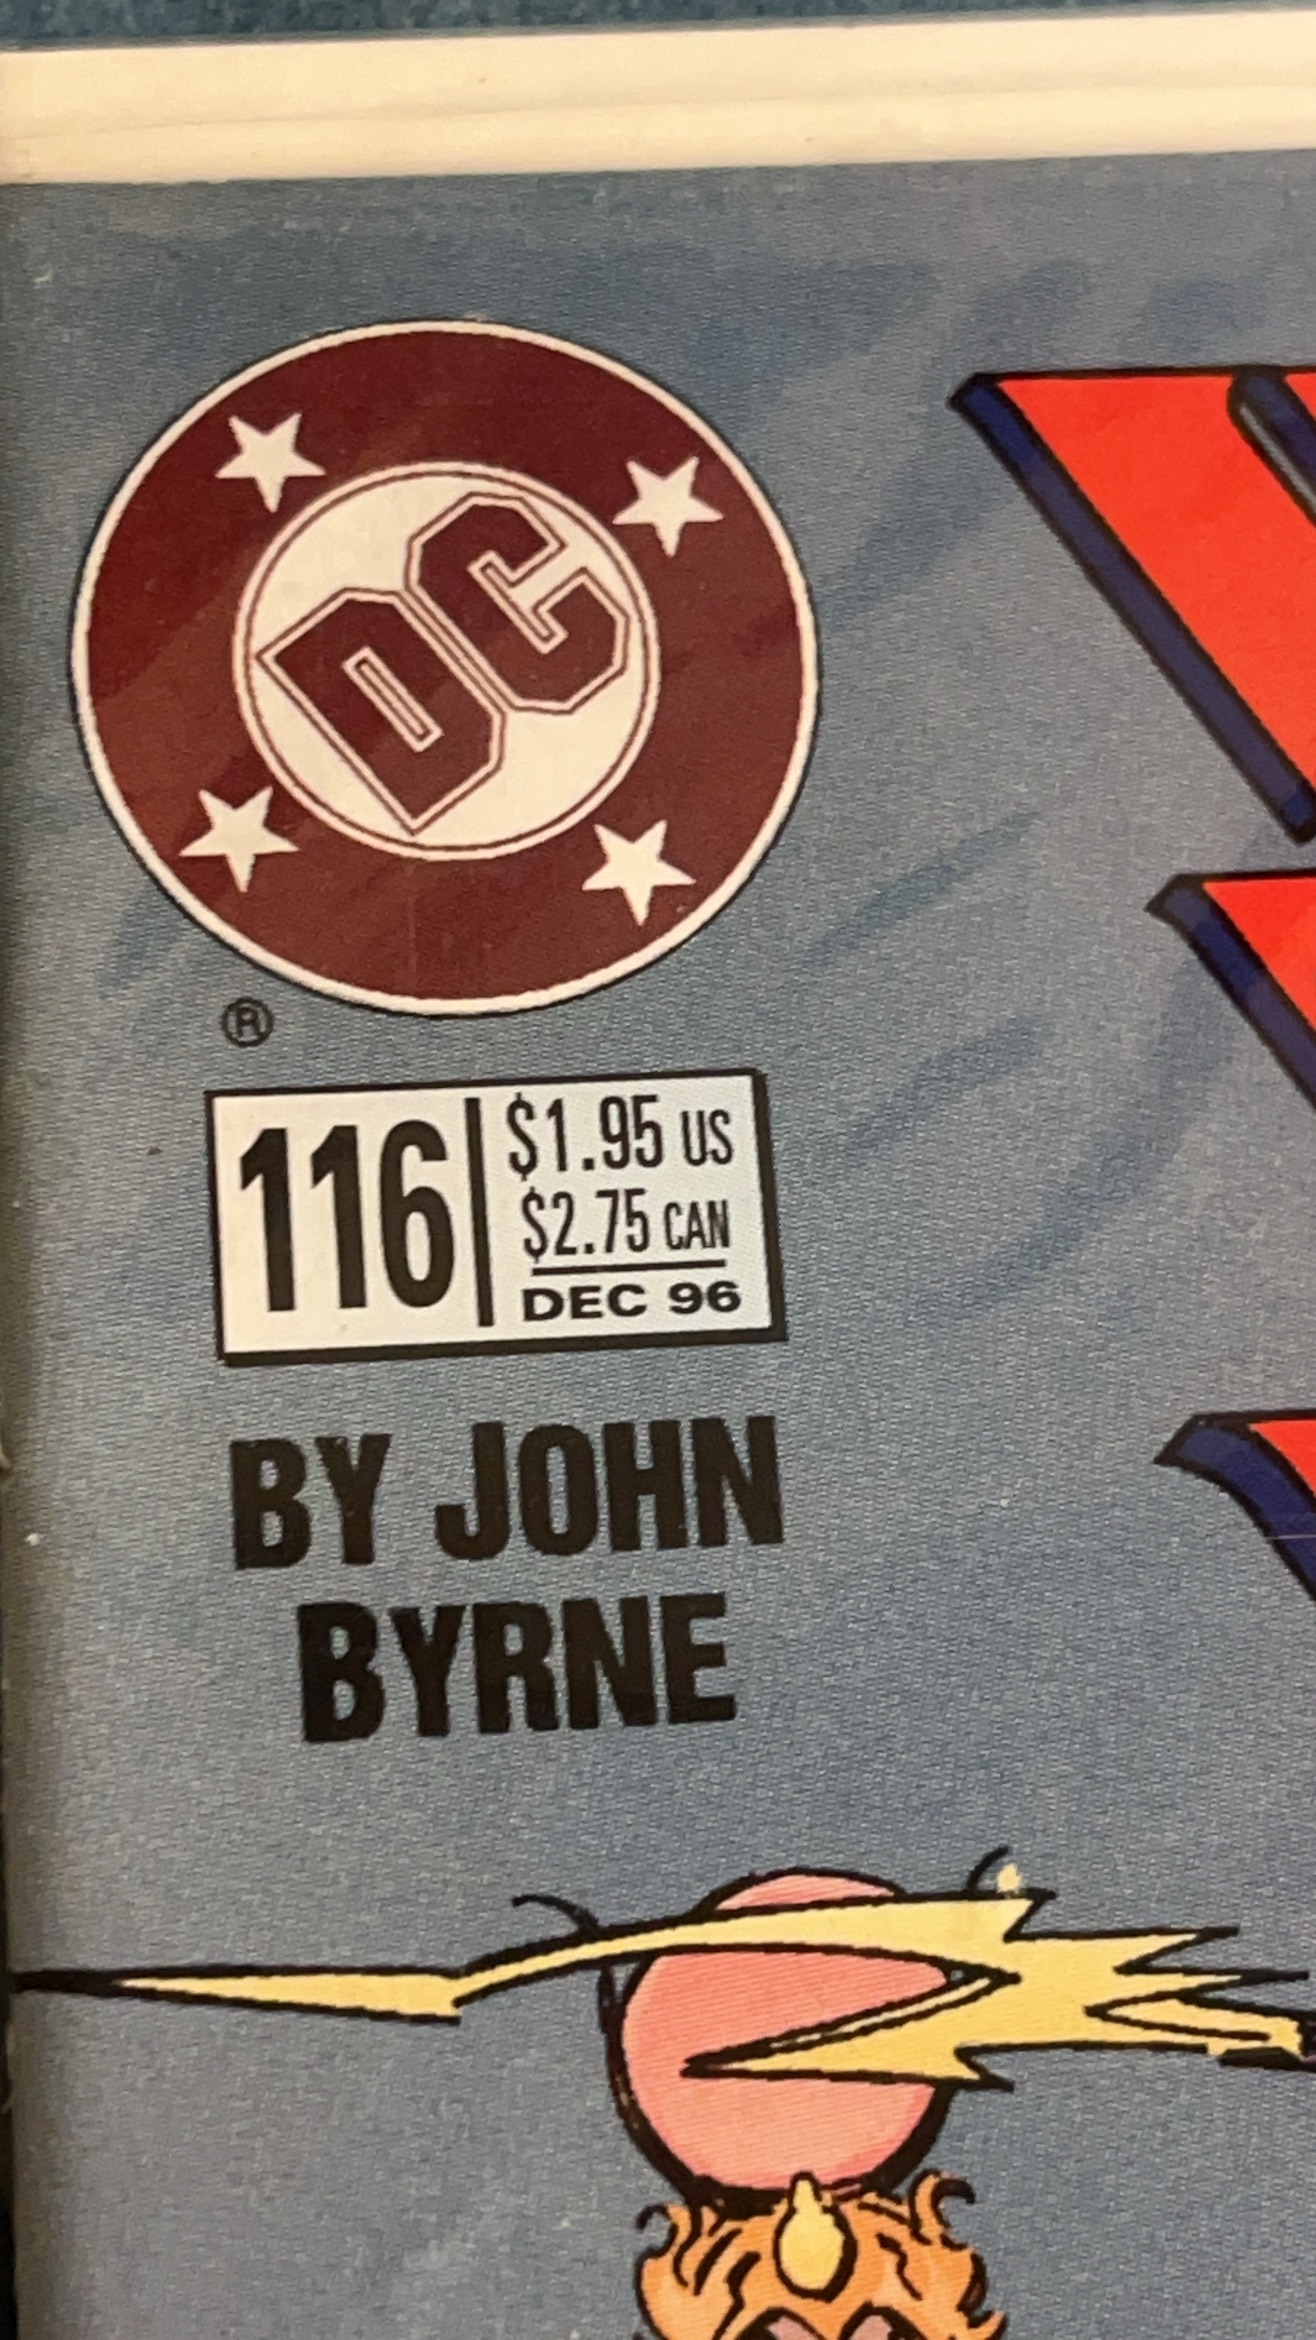 DC
®
116
$1.95 US
$2.75 CAN
DEC 96
BY JOHN
BYRNE